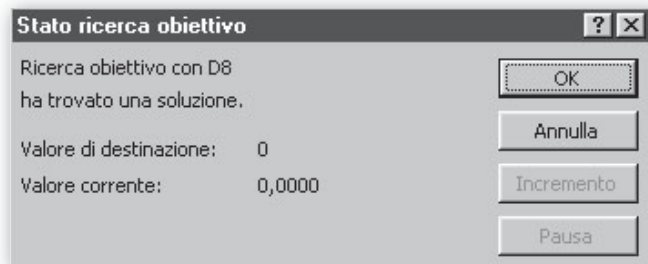 Stato ricerca obiettivo
Ricerca obiettivo con D8
ha trovato una soluzione.
Valore di destinazione: 0
Valore corrente: 0,0000
OK
Annulla
Incremento
Pausa